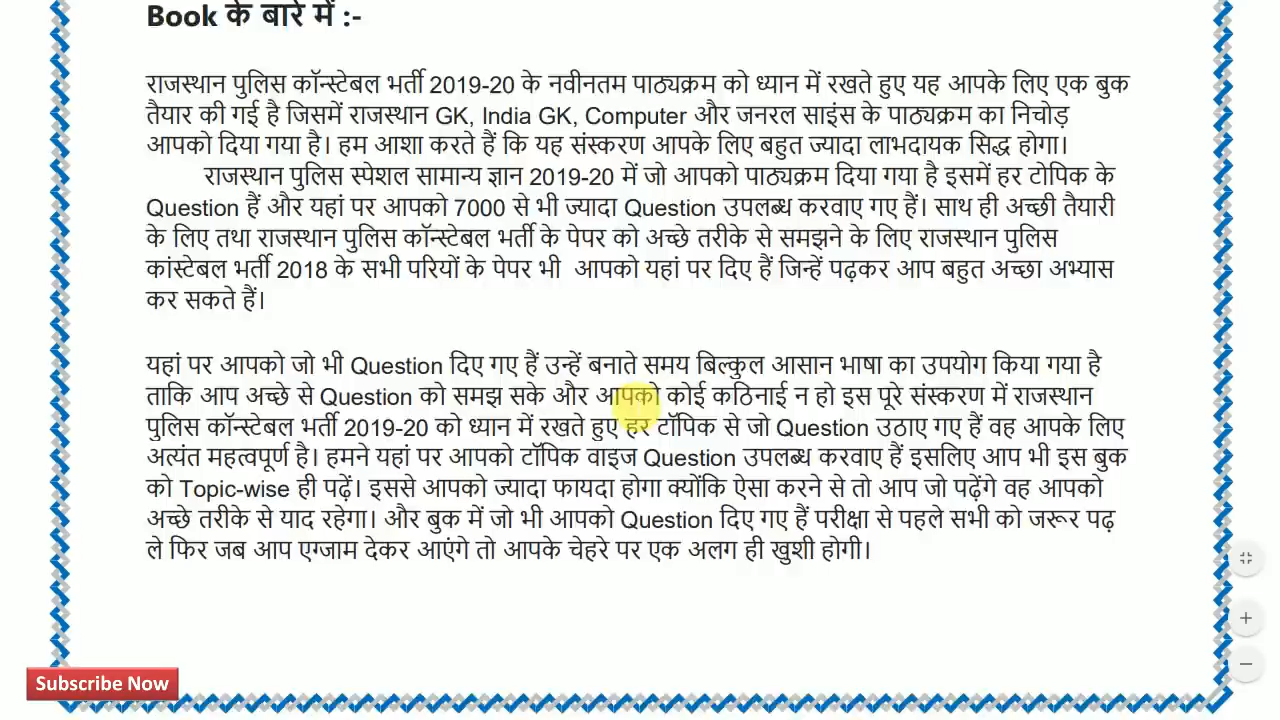 Book के बारे में :-
राजस्थान पुलिस कॉन्स्टेबल भर्ती 2019-20 के नवीनतम पाठ्यक्रम को ध्यान में रखते हुए यह आपके लिए एक बुक
तैयार की गई है जिसमें राजस्थान GK, India GK, Computer और जनरल साइंस के पाठ्यक्रम का निचोड़
आपको दिया गया है। हम आशा करते हैं कि यह संस्करण आपके लिए बहुत ज्यादा लाभदायक सिद्ध होगा।
राजस्थान पुलिस स्पेशल सामान्य ज्ञान 2019-20 में जो आपको पाठ्यक्रम दिया गया है इसमें हर टोपिक के
Question हैं और यहां पर आपको 7000 से भी ज्यादा Question उपलब्ध करवाए गए हैं। साथ ही अच्छी तैयारी
के लिए तथा राजस्थान पुलिस कॉन्स्टेबल भर्ती के पेपर को अच्छे तरीके से समझने के लिए राजस्थान पुलिस
कांस्टेबल भर्ती 2018 के सभी परियों के पेपर भी आपको यहां पर दिए हैं जिन्हें पढ़कर आप बहुत अच्छा अभ्यास
कर सकते हैं।
यहां पर आपको जो भी Question दिए गए हैं उन्हें बनाते समय बिल्कुल आसान भाषा का उपयोग किया गया है
ताकि आप अच्छे से Question को समझ सके और आपको कोई कठिनाई न हो इस पूरे संस्करण में राजस्थान
पुलिस कॉन्स्टेबल भर्ती 2019-20 को ध्यान में रखते हुए हर टॉपिक से जो Question उठाए गए हैं वह आपके लिए
अत्यंत महत्वपूर्ण है। हमने यहां पर आपको टॉपिक वाइज Question उपलब्ध करवाए हैं इसलिए आप भी इस बुक
को Topic-wise ही पढ़ें। इससे आपको ज्यादा फायदा होगा क्योंकि ऐसा करने से तो आप जो पढ़ेंगे वह आपको
अच्छे तरीके से याद रहेगा। और बुक में जो भी आपको Question दिए गए हैं परीक्षा से पहले सभी को जरूर पढ़
ले फिर जब आप एग्जाम देकर आएंगे तो आपके चेहरे पर एक अलग ही खुशी होगी।
Subscribe Now